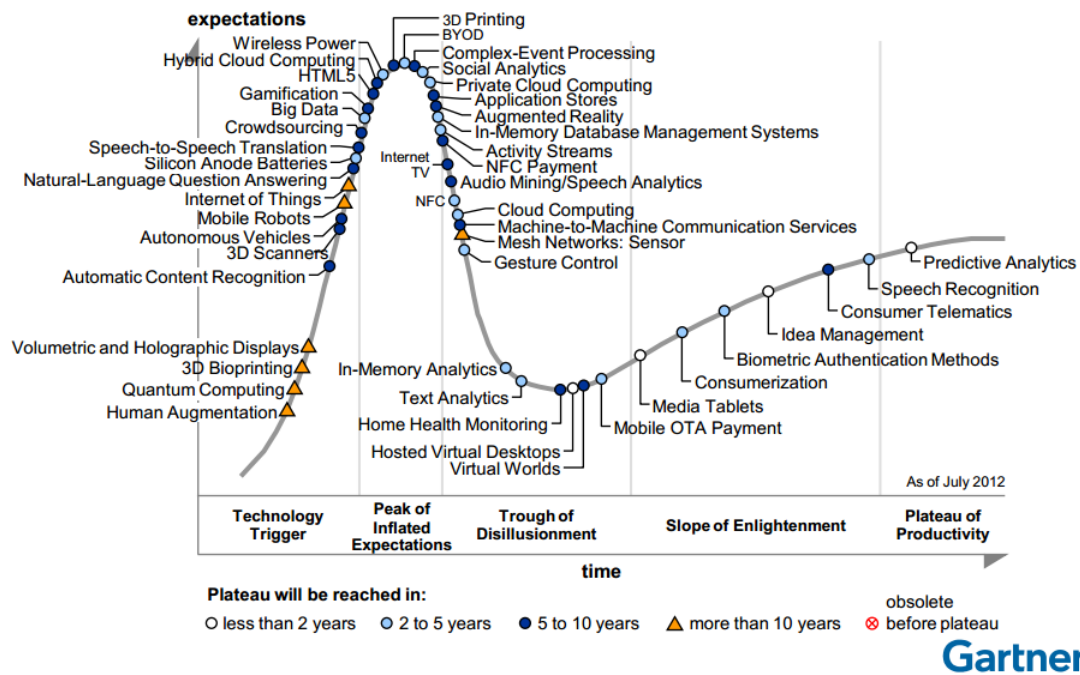 expectations
Wireless Power
Hybrid Cloud Computing
HTML5
Gamification
Big Data
Crowdsourcing
Speech-to-Speech Translation
Silicon Anode Batteries
Natural-Language Question Answering
Internet of Things
Mobile Robots
Autonomous Vehicles
3D Scanners
Automatic Content Recognition
Volumetric and Holographic Displays
3D Bioprinting
Quantum Computing
Human Augmentation
3D Printing
BYOD
Complex-Event Processing
Social Analytics
Private Cloud Computing
Application Stores
Augmented Reality
In-Memory Database Management Systems
Activity Streams
NFC Payment
Internet
TV
Audio Mining/Speech Analytics
NFC
Cloud Computing
Machine-to-Machine Communication Services
Mesh Networks: Sensor
Gesture Control
In-Memory Analytics
Text Analytics
Home Health Monitoring
Hosted Virtual Desktops
Virtual Worlds
Mobile OTA Payment
Media Tablets
Consumerization
Biometric Authentication Methods
Idea Management
Consumer Telematics
Speech Recognition
Predictive Analytics
As of July 2012
Technology
Trigger
Peak of
Inflated
Expectations
Trough of
Disillusionment
Slope of Enlightenment
Plateau of
Productivity
time
Plateau will be reached in:
less than 2 years
2 to 5 years
5 to 10 years
more than 10 years
obsolete
before plateau
Gartner